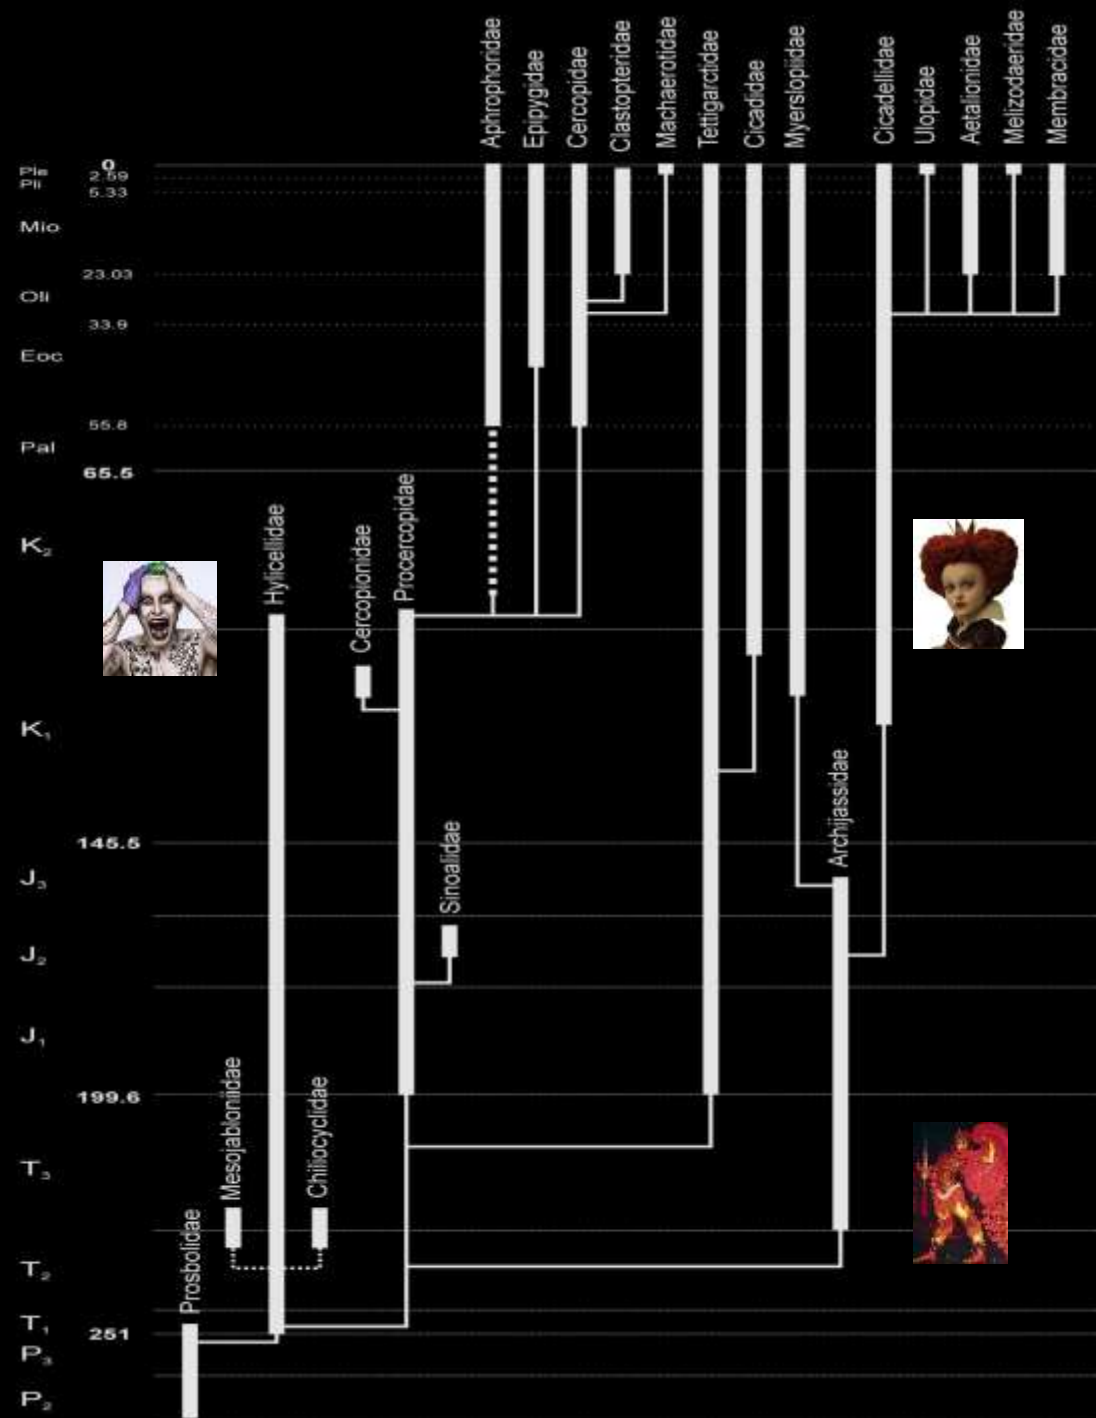 Aphrophoridae
Epipygidae
Cercopidae
Clastopteridae
Machaerotidae
Tettigarctidae
Cicadidae
Myerslopiidae
Cicadellidae
Ulopidae
Aetalionidae
Melizodaeridae
Membracidae
Ple
0
2.59
Pli
5.33
Mio
23.03
Oli
33.9
Eoc
55.8
Pal
65.5
K₂
Hylicellidae
Cercopionidae
Procercopidae
K₁
Archijassidae
145.5
J₃
Sinoalidae
J₂
J₁
199.6
Mesojabloniidae
Chiliocyclidae
T₃
Prosbolidae
T₂
T₁
251
P₃
P₂